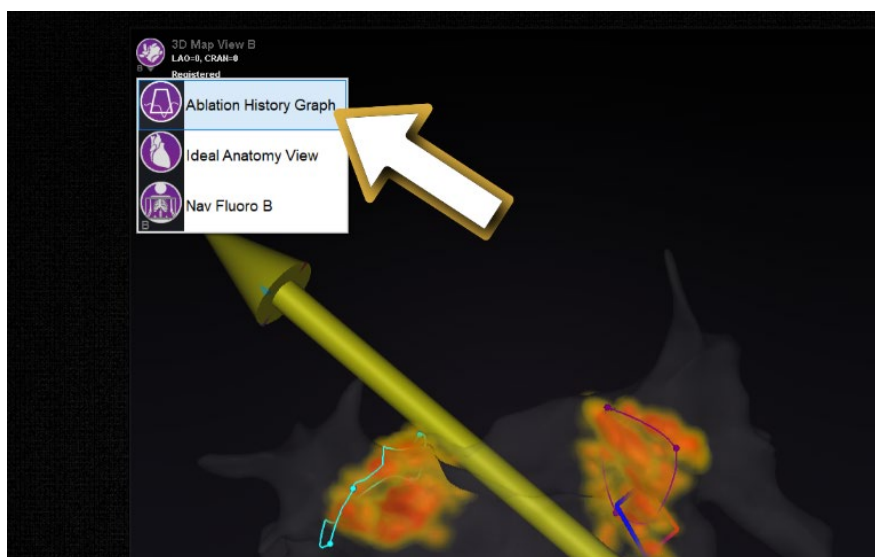 3D Map View B
LAO=0, CRAN=0
B
Registered
Ablation History Graph
Ideal Anatomy View
Nav Fluoro B
B